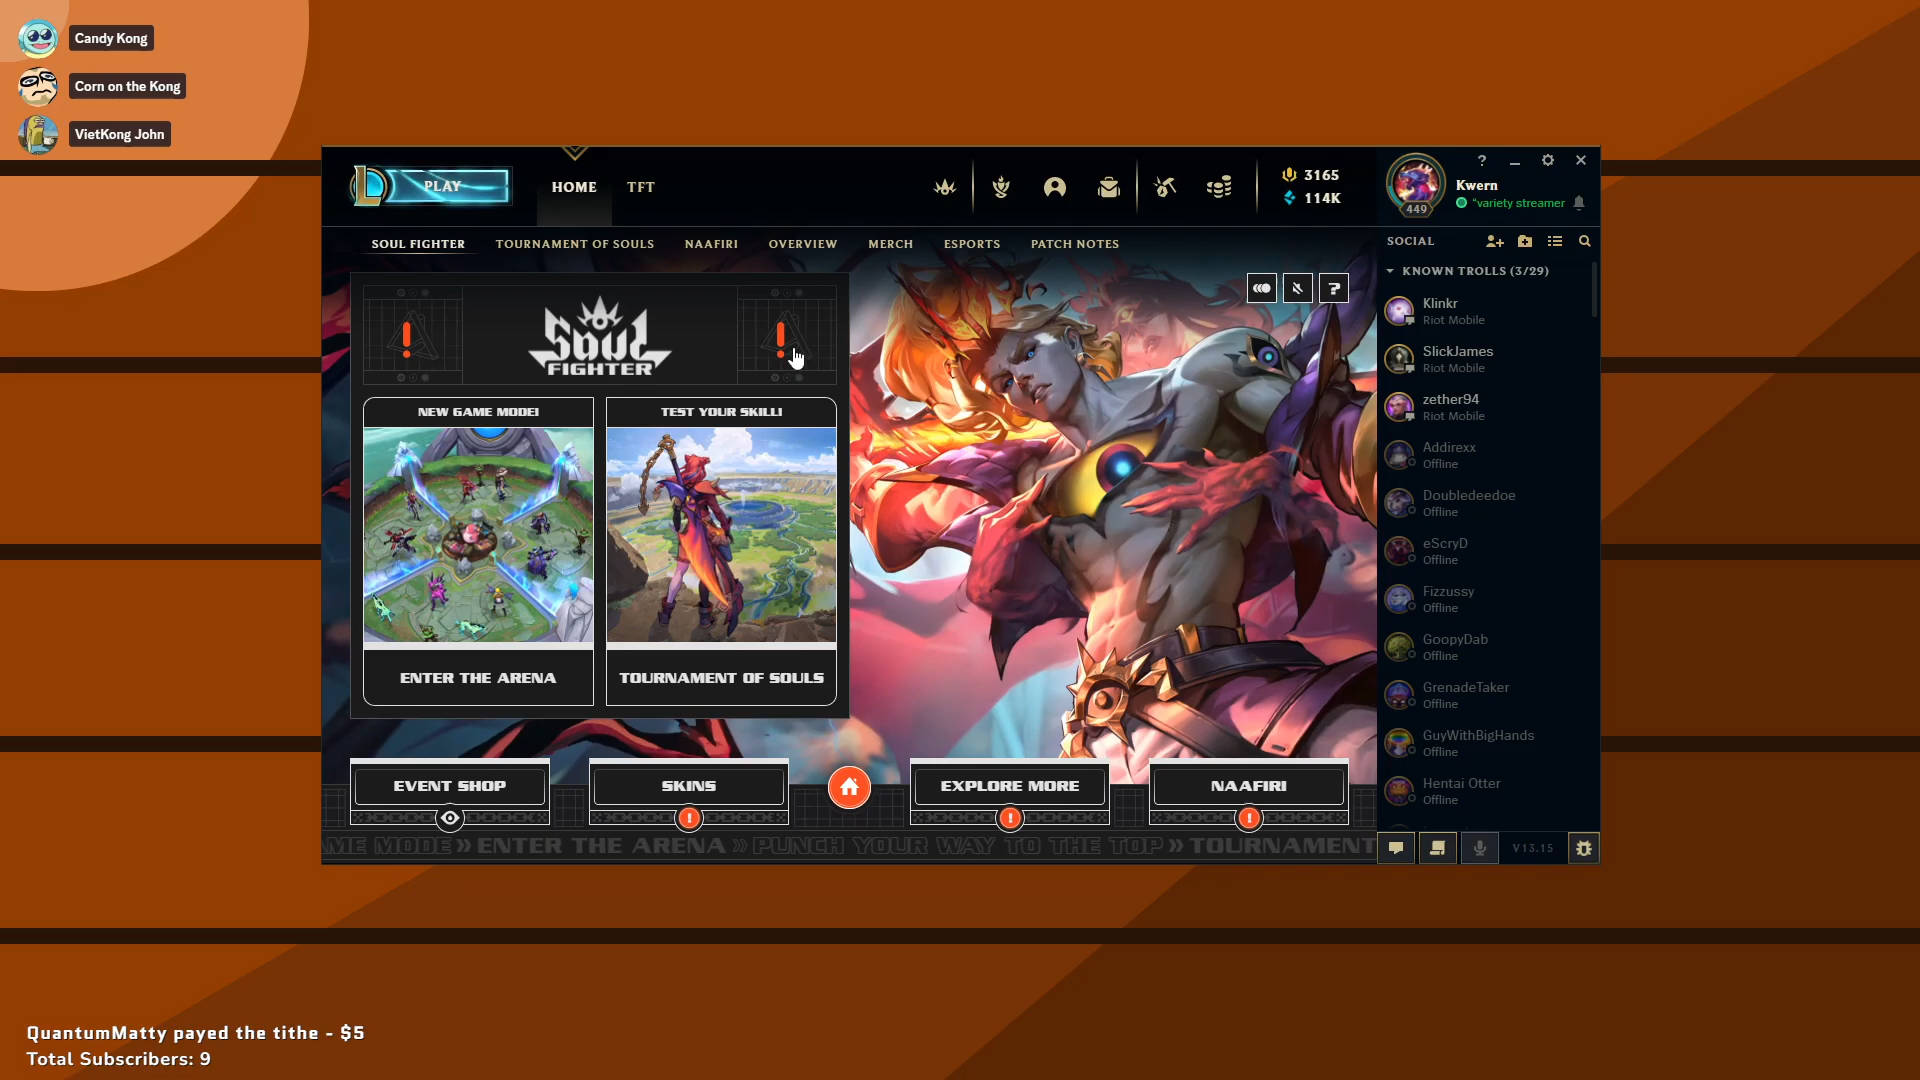 Candy Kong
Corn on the Kong
VietKong John
PLAY
HOME
TFT
3165
114K
449
Kwern
"variety streamer
SOUL FIGHTER
TOURNAMENT OF SOULS
NAAFIRI
OVERVIEW
MERCH
ESPORTS
PATCH NOTES
SOCIAL
KNOWN TROLLS (3/29)
Klinkr
Riot Mobile
SlickJames
Riot Mobile
zether94
Riot Mobile
Addirexx
Offline
Doubledeedoe
Offline
eScryD
Offline
Fizzussy
Offline
GoopyDab
Offline
GrenadeTaker
Offline
GuyWithBigHands
Offline
Hentai Otter
Offline
SOUL
FIGHTER
NEW GAME MODE!
TEST YOUR SKILL!
ENTER THE ARENA
TOURNAMENT OF SOULS
EVENT SHOP
SKINS
EXPLORE MORE
NAAFIRI
AME MODE » ENTER THE ARENA » PUNCH YOUR WAY TO THE TOP » TOURNAMENT
V13.15
QuantumMatty payed the tithe - $5
Total Subscribers: 9